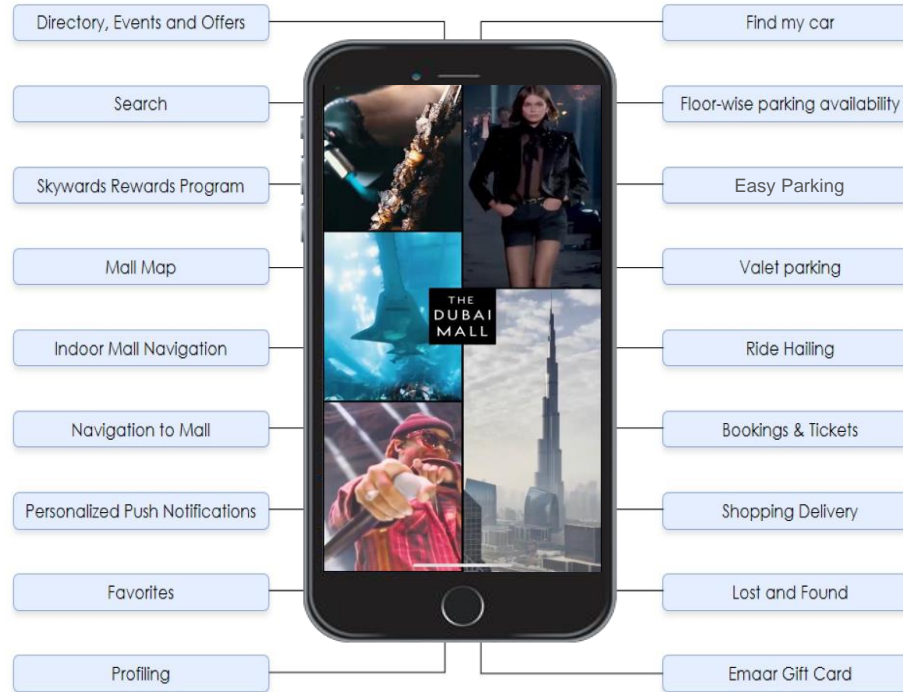 Directory, Events and Offers
Search
Skywards Rewards Program
Mall Map
Indoor Mall Navigation
Navigation to Mall
Personalized Push Notifications
Favorites
Profiling
THE
DUBAI
MALL
Find my car
Floor-wise parking availability
Easy Parking
Valet parking
Ride Hailing
Bookings & Tickets
Shopping Delivery
Lost and Found
Emaar Gift Card